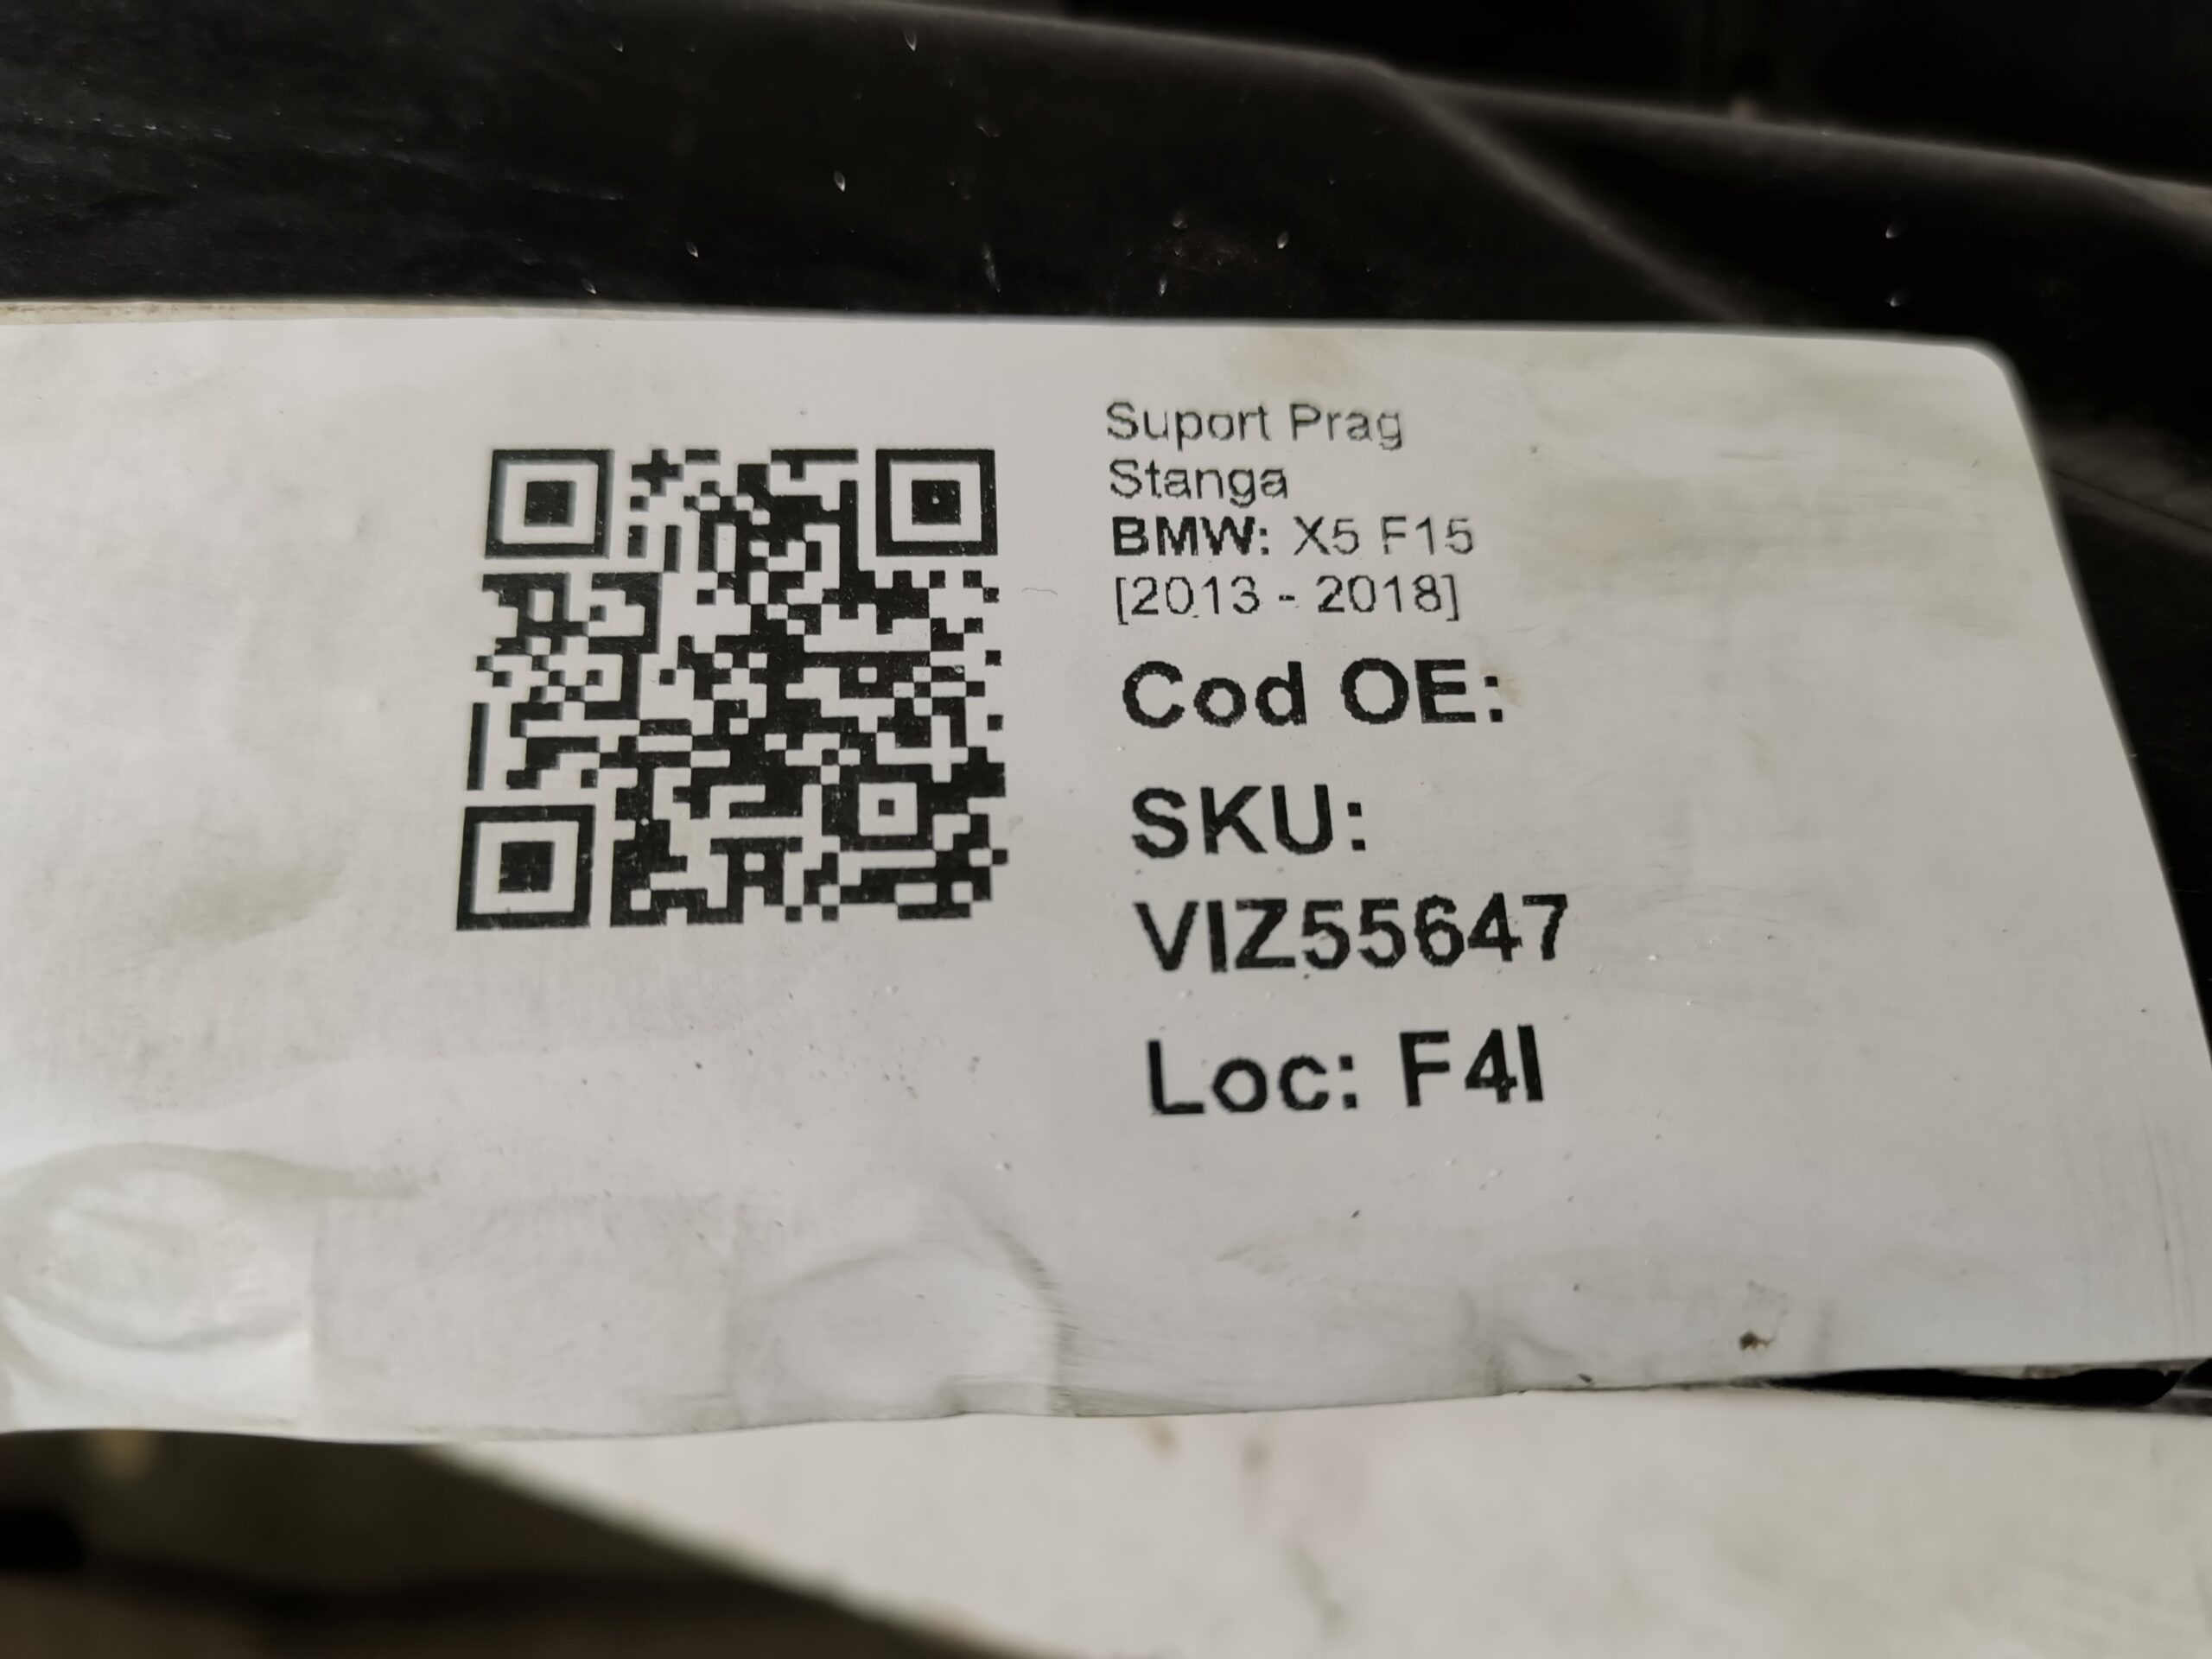 Suport Prag
Stanga
BMW: X5 F15
[2013 - 2018]
Cod OE:
SKU:
VIZ55647
Loc: F4I